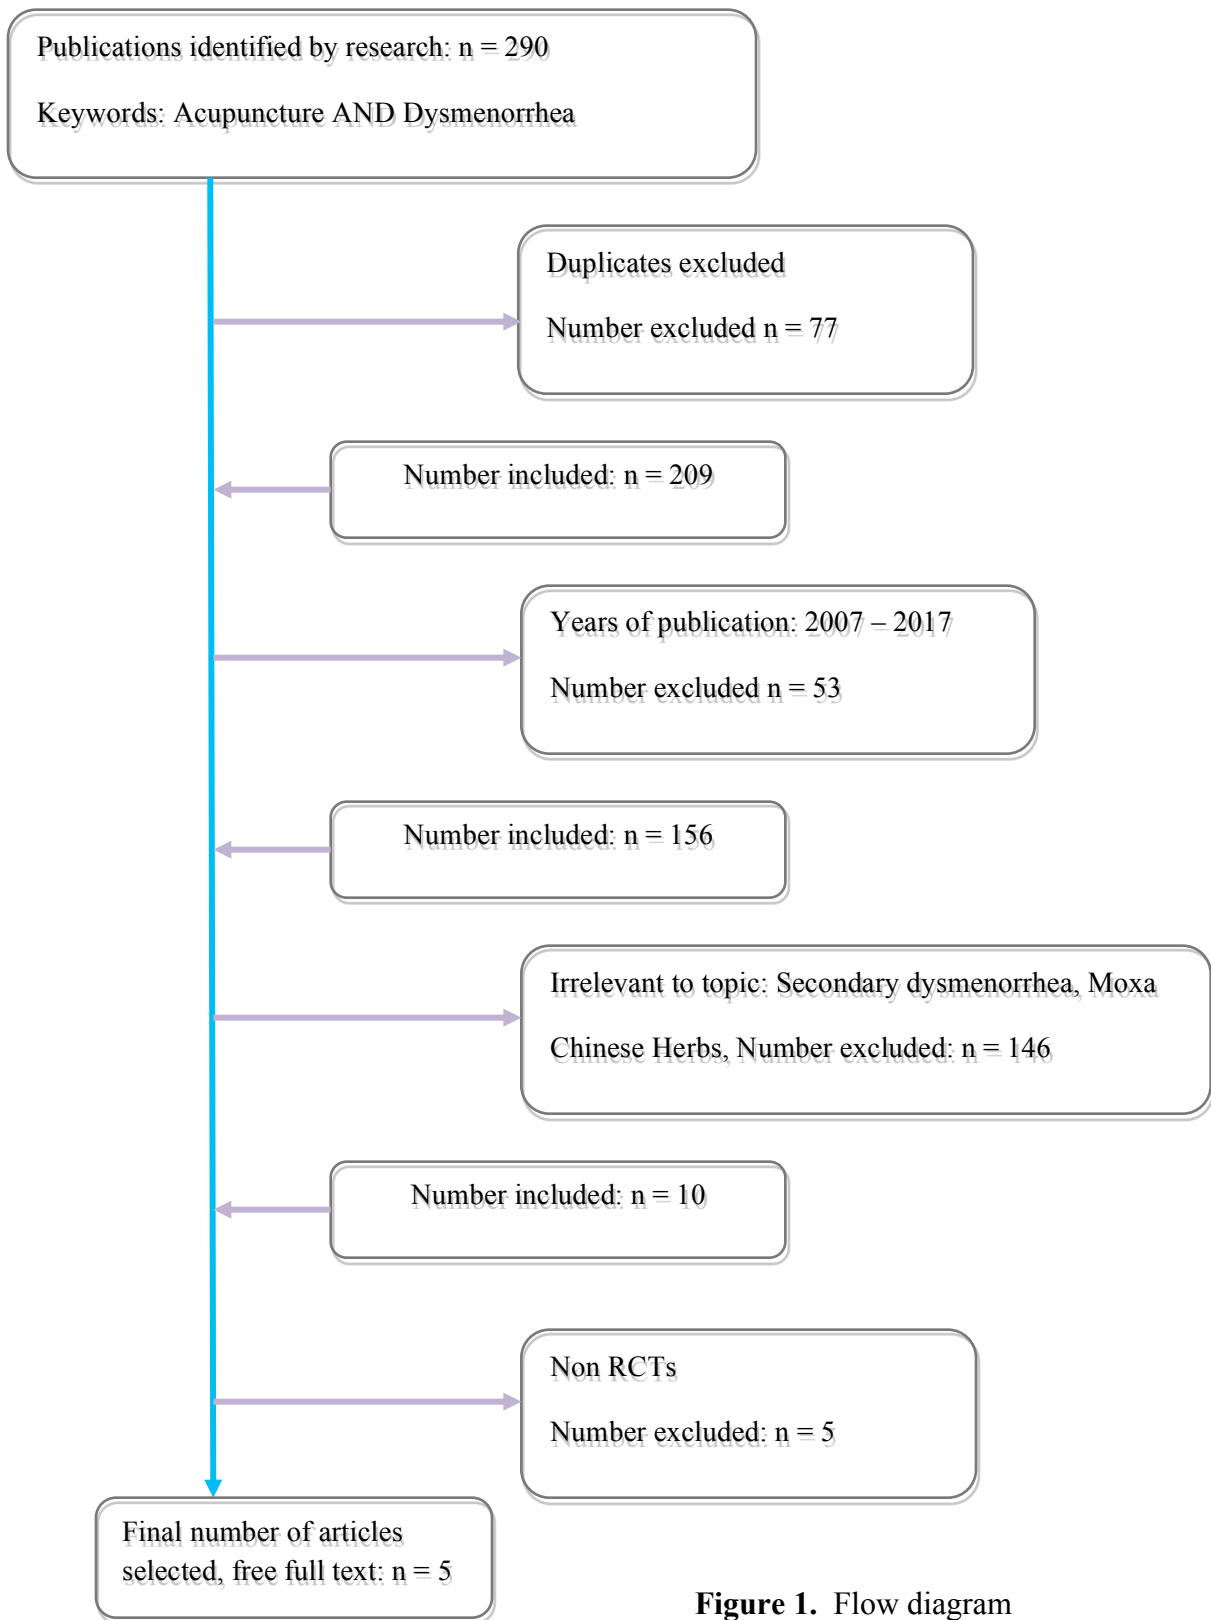 Publications identified by research: n = 290
Keywords: Acupuncture AND Dysmenorrhea
Duplicates excluded
Number excluded n = 77
Number included: n = 209
Years of publication: 2007 – 2017
Number excluded n = 53
Number included: n = 156
Irrelevant to topic: Secondary dysmenorrhea, Moxa
Chinese Herbs, Number excluded: n = 146
Number included: n = 10
Non RCTs
Number excluded: n = 5
Final number of articles
selected, free full text: n = 5
Figure 1. Flow diagram